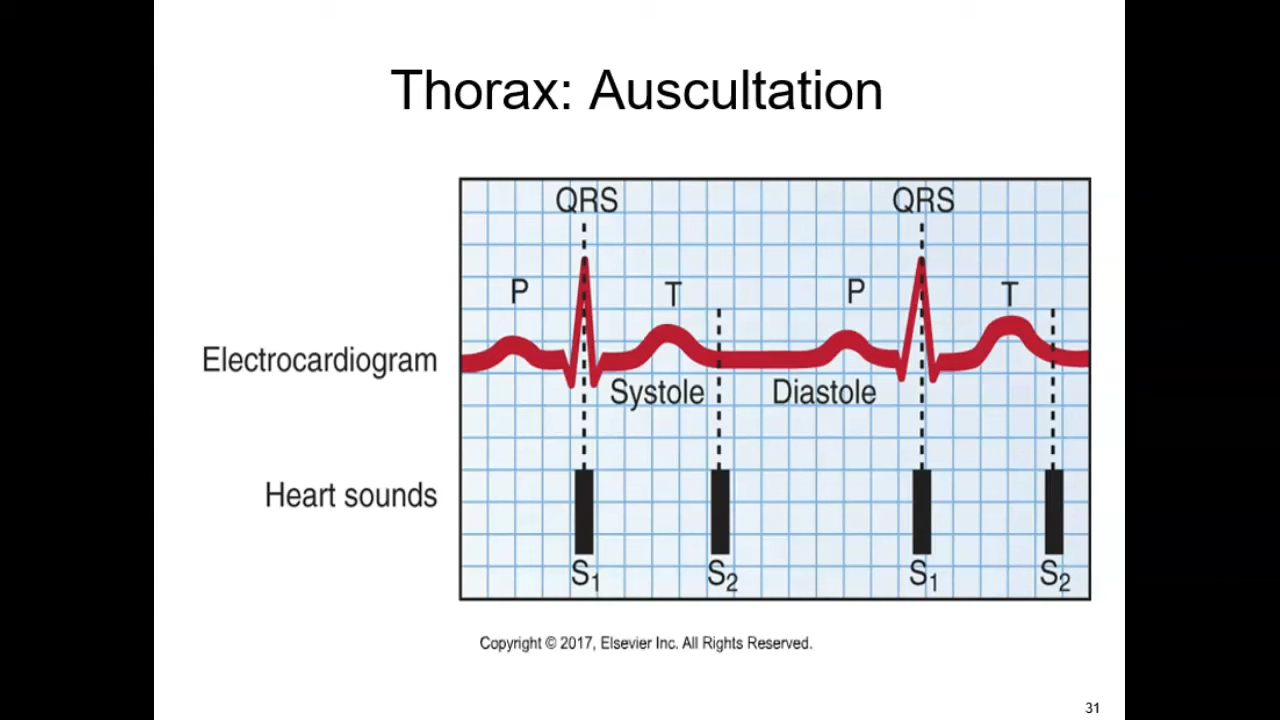 Thorax: Auscultation
QRS QRS
P T P T
Electrocardiogram
Systole Diastole
Heart sounds
S1 S2 S1 S2
Copyright © 2017, Elsevier Inc. All Rights Reserved.
31